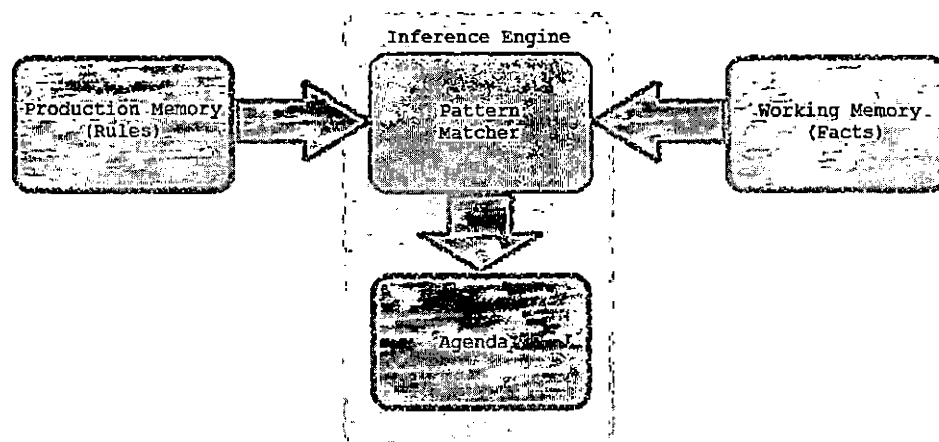 Inference Engine
Production Memory
(Rules)
Pattern
Matcher
Working Memory
(Facts)
Agenda